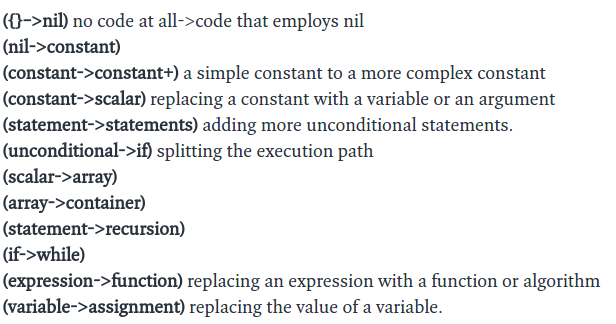 ({}–>nil) no code at all->code that employs nil
(nil->constant)
(constant->constant+) a simple constant to a more complex constant
(constant->scalar) replacing a constant with a variable or an argument
(statement->statements) adding more unconditional statements.
(unconditional->if) splitting the execution path
(scalar->array)
(array->container)
(statement->recursion)
(if->while)
(expression->function) replacing an expression with a function or algorithm
(variable->assignment) replacing the value of a variable.